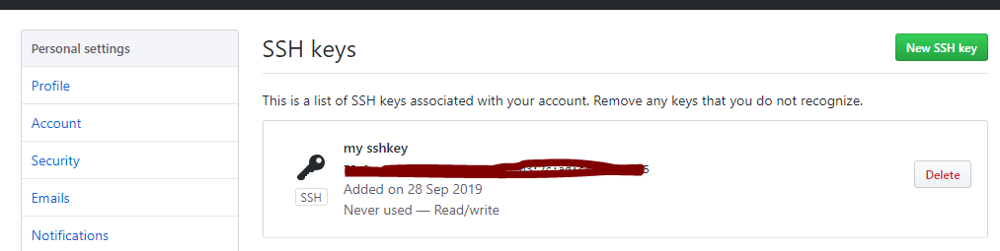 Personal settings
Profile
Account
Security
Emails
Notifications
SSH keys
New SSH key
This is a list of SSH keys associated with your account. Remove any keys that you do not recognize.
my sshkey
SSH
Added on 28 Sep 2019
Never used — Read/write
Delete